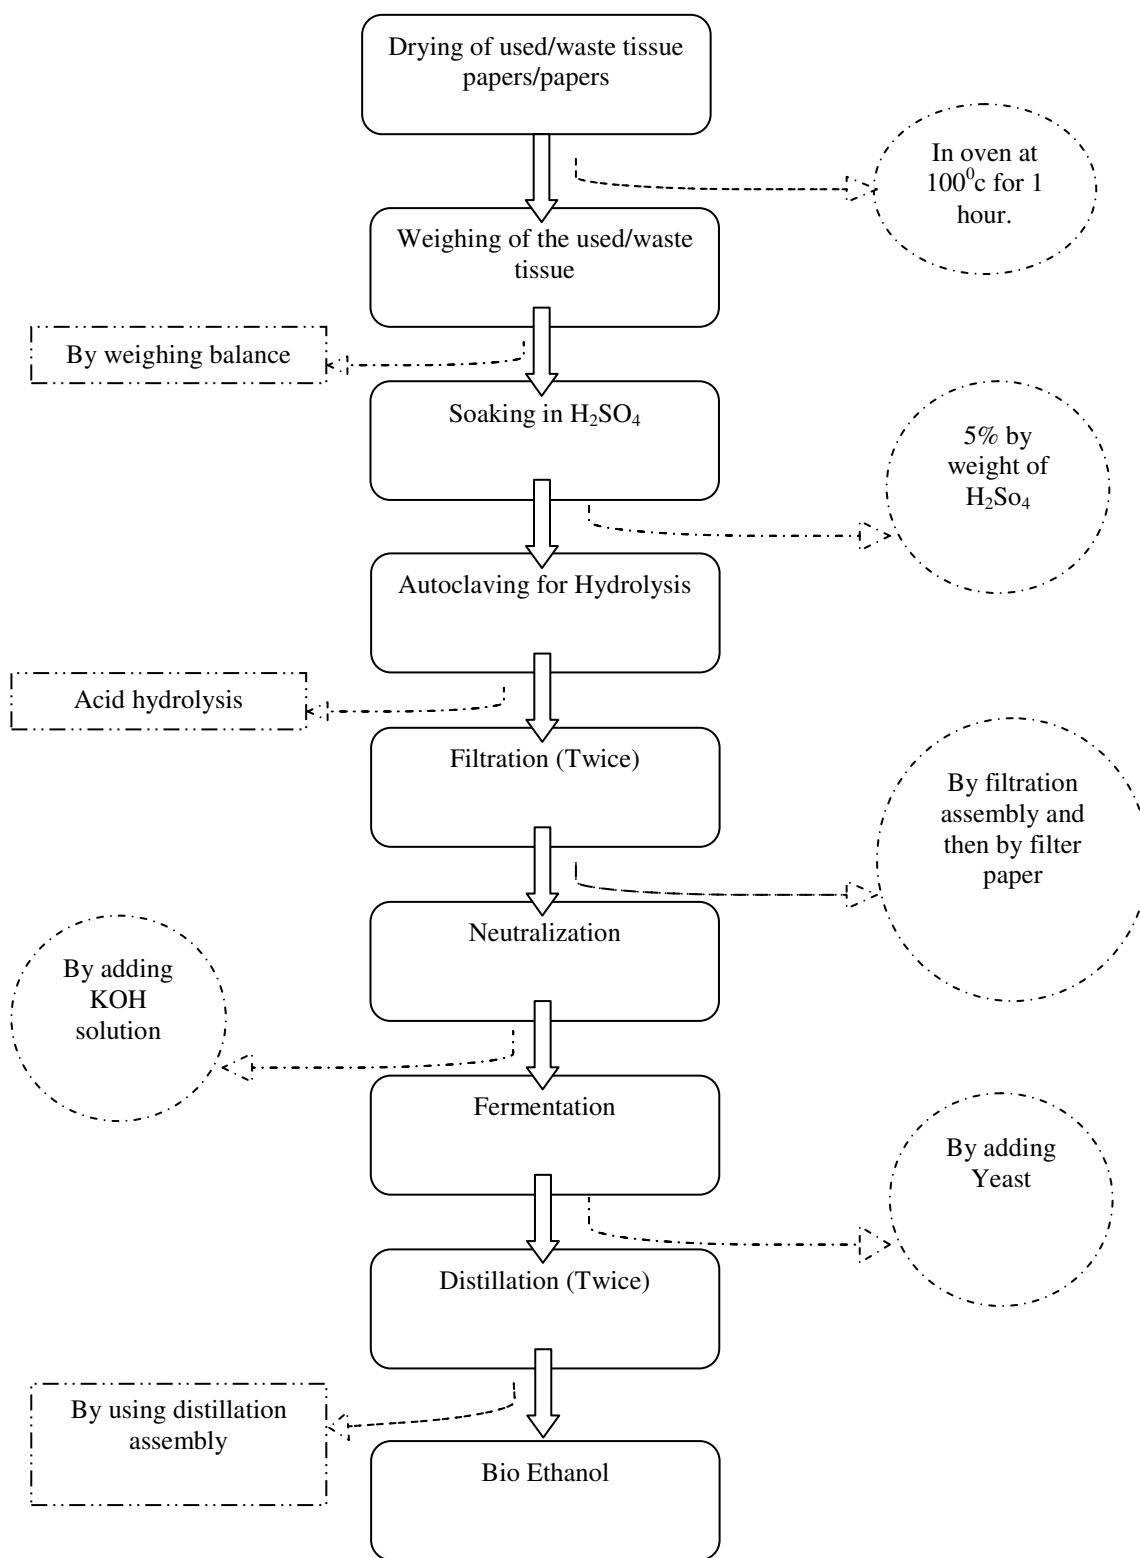 Drying of used/waste tissue
papers/papers
In oven at
100⁰c for 1
hour.
Weighing of the used/waste
tissue
By weighing balance
Soaking in H₂SO₄
5% by
weight of
H₂So₄
Autoclaving for Hydrolysis
Acid hydrolysis
Filtration (Twice)
By filtration
assembly and
then by filter
paper
Neutralization
By adding
KOH
solution
Fermentation
By adding
Yeast
Distillation (Twice)
By using distillation
assembly
Bio Ethanol